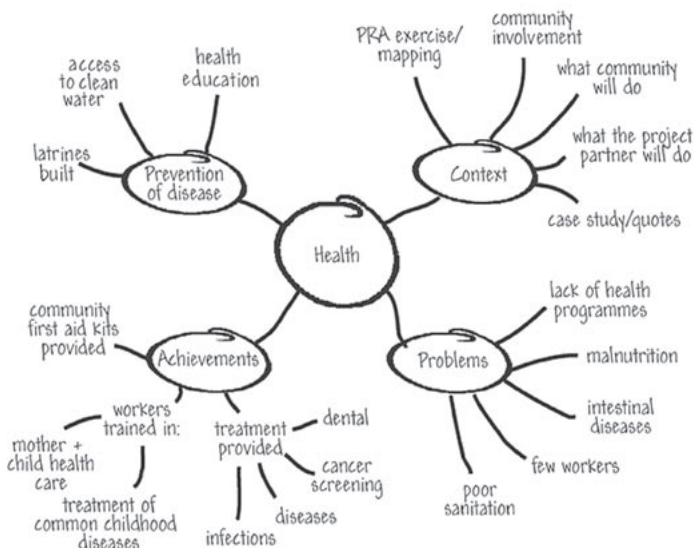 access
to clean
water
health
education
latrines
built
Prevention
of disease
PRA exercise/
mapping
community
involvement
what community
will do
what the project
partner will do
case study/quotes
Context
Health
community
first aid kits
provided
Achievements
workers
trained in:
mother +
child health
care
treatment of
common childhood
diseases
treatment
provided
dental
cancer
screening
diseases
infections
Problems
lack of health
programmes
malnutrition
intestinal
diseases
few workers
poor
sanitation